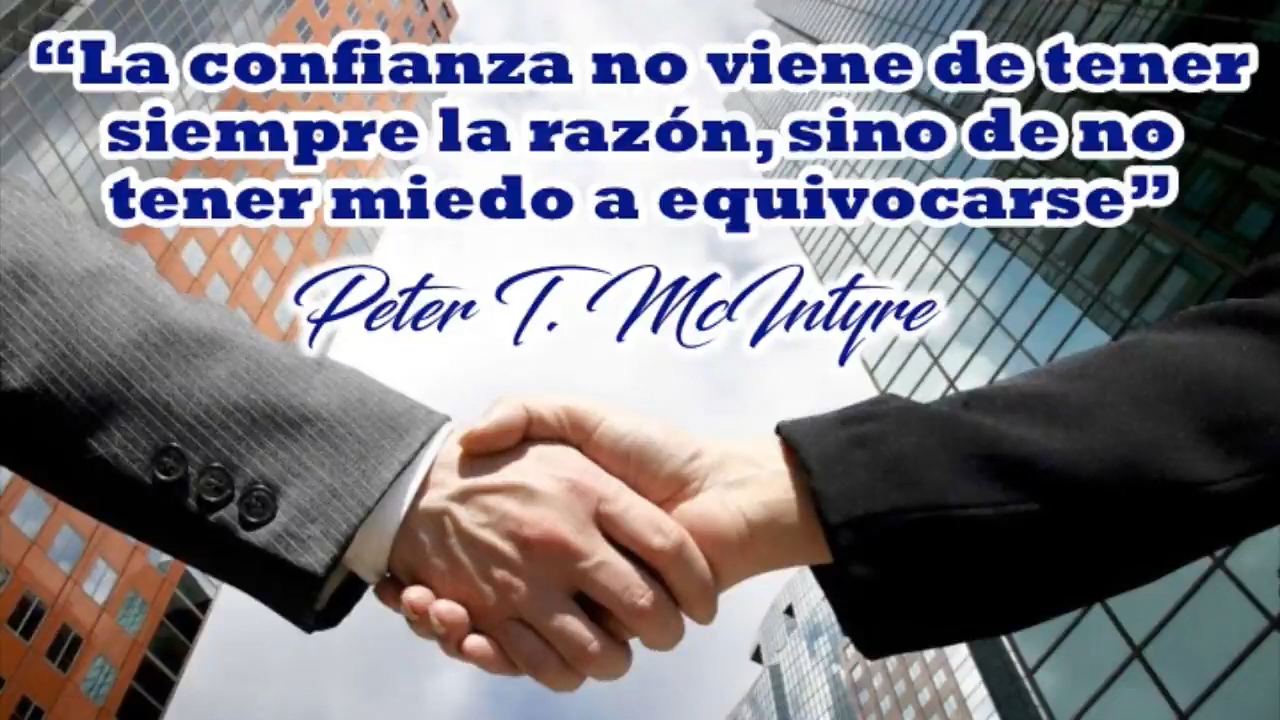 “La confianza no viene de tener
siempre la razón, sino de no
tener miedo a equivocarse”
Peter T. McIntyre